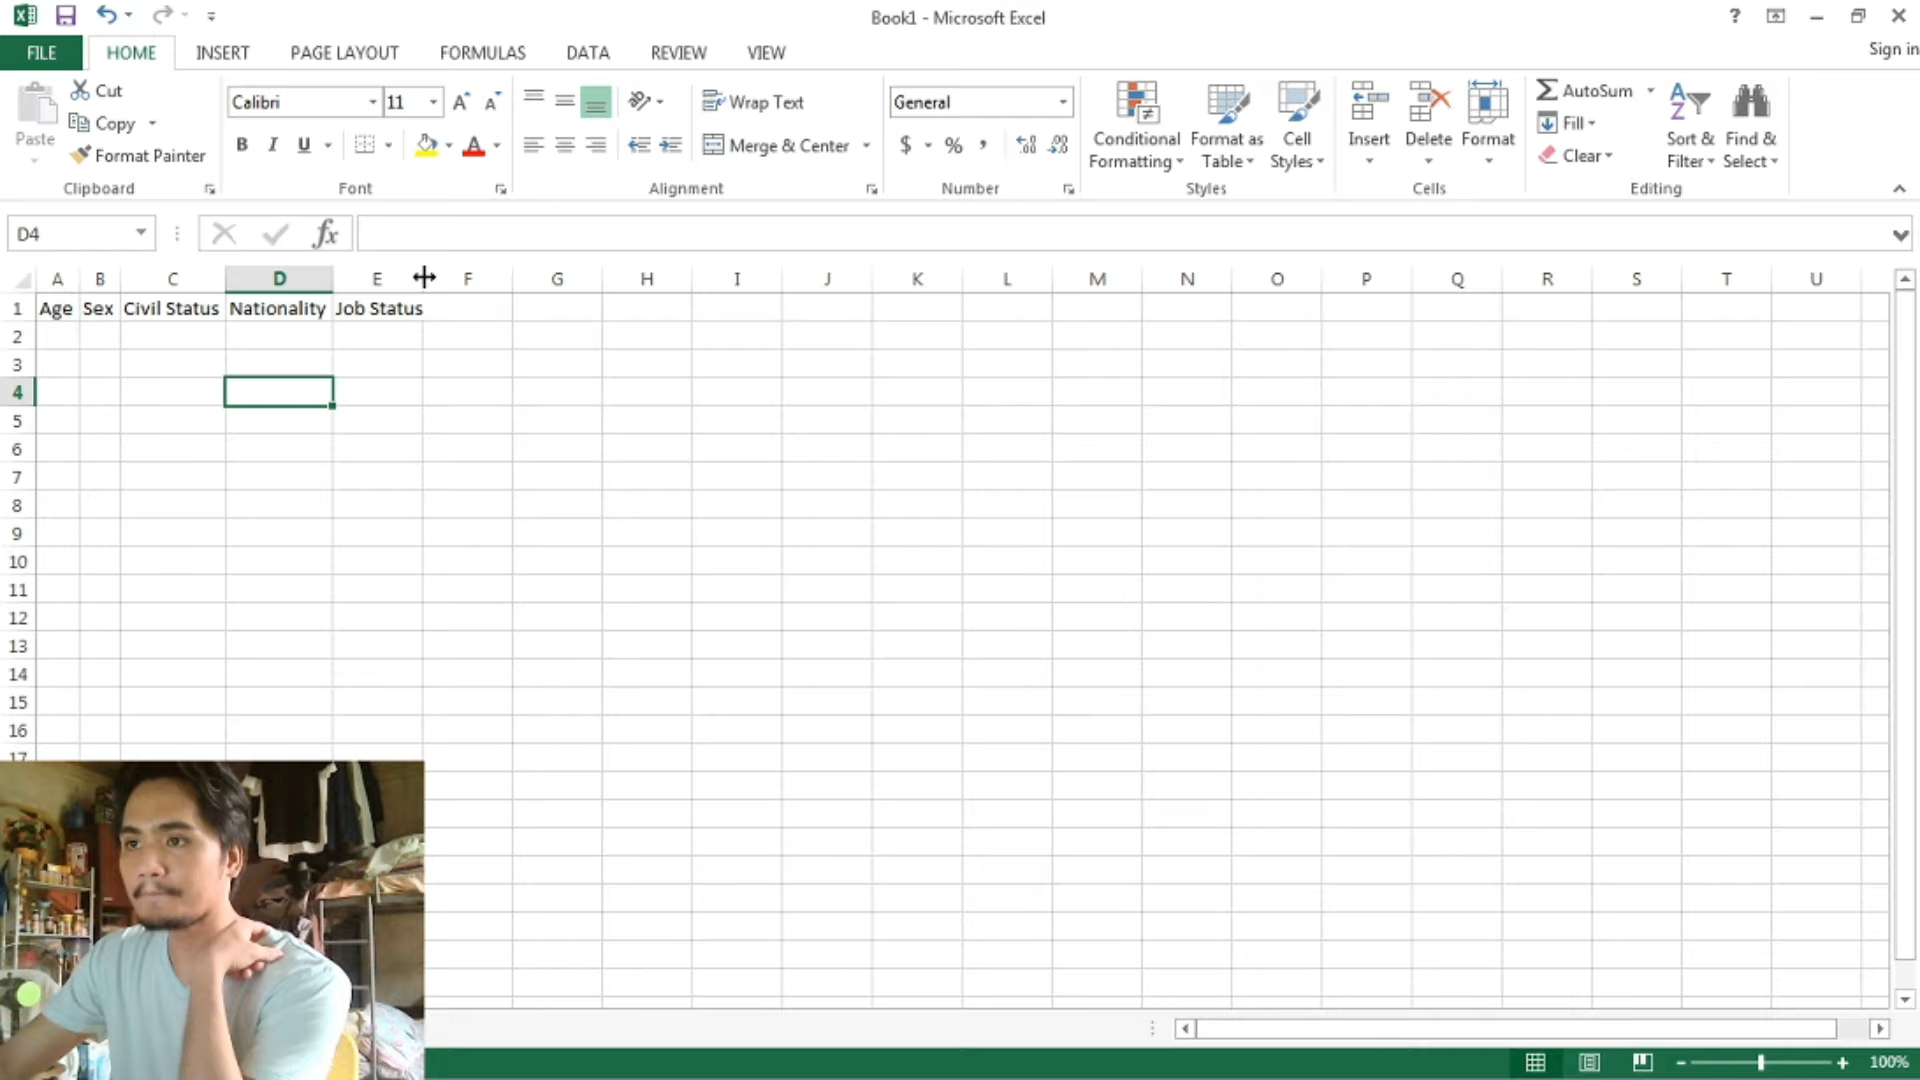 Book1 - Microsoft Excel
?
Sign in
FILE HOME INSERT PAGE LAYOUT FORMULAS DATA REVIEW VIEW
Paste
Cut
Copy
Format Painter
Clipboard
Calibri 11 A A
B I U A
Font
Wrap Text
Merge & Center
Alignment
General
$ % ,
Number
Conditional Formatting
Format as Table
Cell Styles
Styles
Insert
Delete
Format
Cells
AutoSum
Fill
Clear
Sort & Filter
Find & Select
Editing
D4 fx
A B C D E F G H I J K L M N O P Q R S T U
1 Age Sex Civil Status Nationality Job Status
2
3
4
5
6
7
8
9
10
11
12
13
14
15
16
17
100%